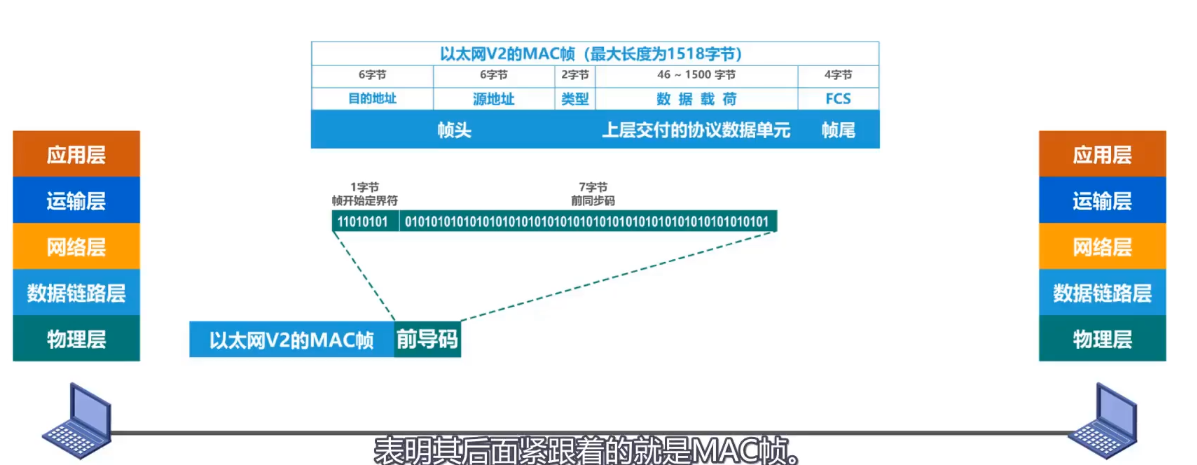 以太网V2的MAC帧（最大长度为1518字节）
6字节 6字节 2字节 46 ~ 1500 字节 4字节
目的地址 源地址 类型 数 据 载 荷 FCS
帧头 上层交付的协议数据单元 帧尾
应用层
运输层
网络层
数据链路层
物理层
1字节
帧开始定界符
7字节
前同步码
11010101 01010101010101010101010101010101010101010101010101010101
以太网V2的MAC帧 前导码
应用层
运输层
网络层
数据链路层
物理层
表明其后面紧跟着的就是MAC帧。